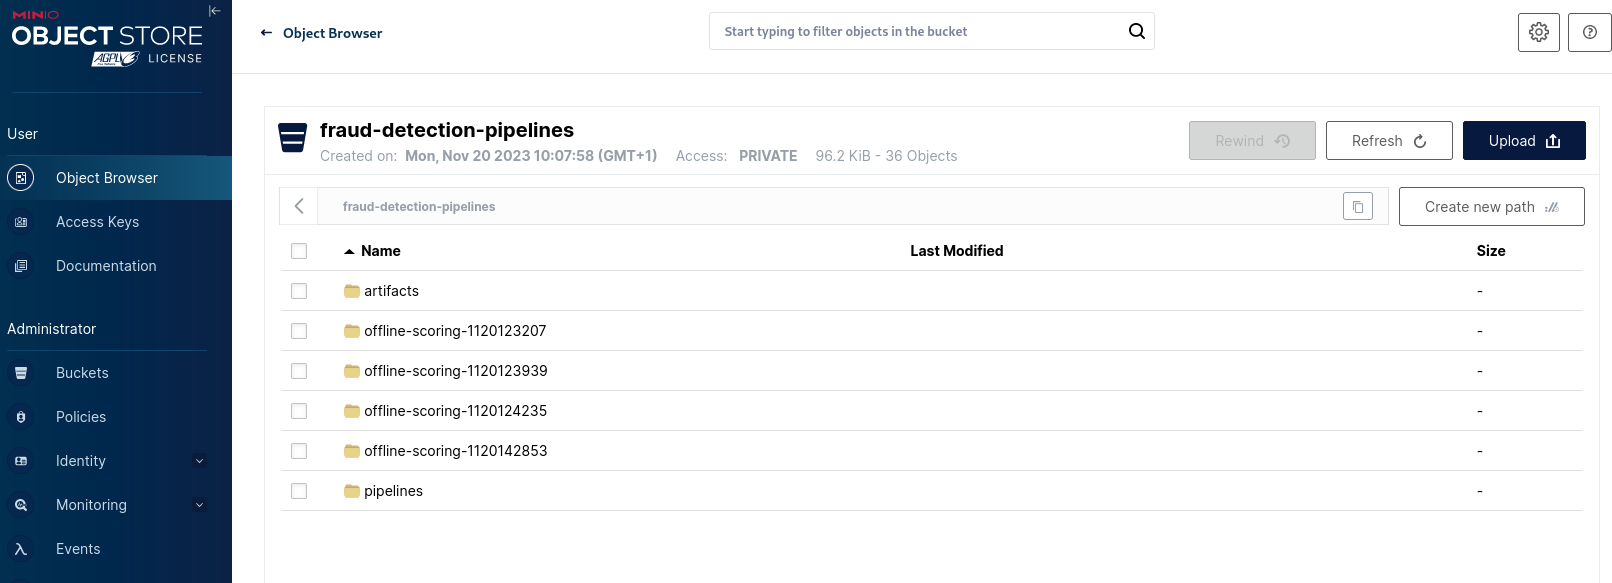 MINIO
OBJECT STORE
AGPLv3 LICENSE
User
Object Browser
Access Keys
Documentation
Administrator
Buckets
Policies
Identity
Monitoring
Events
Object Browser
Start typing to filter objects in the bucket
fraud-detection-pipelines
Created on: Mon, Nov 20 2023 10:07:58 (GMT+1) Access: PRIVATE 96.2 KiB - 36 Objects
Rewind Refresh Upload
fraud-detection-pipelines
Create new path
Name Last Modified Size
artifacts -
offline-scoring-1120123207 -
offline-scoring-1120123939 -
offline-scoring-1120124235 -
offline-scoring-1120142853 -
pipelines -